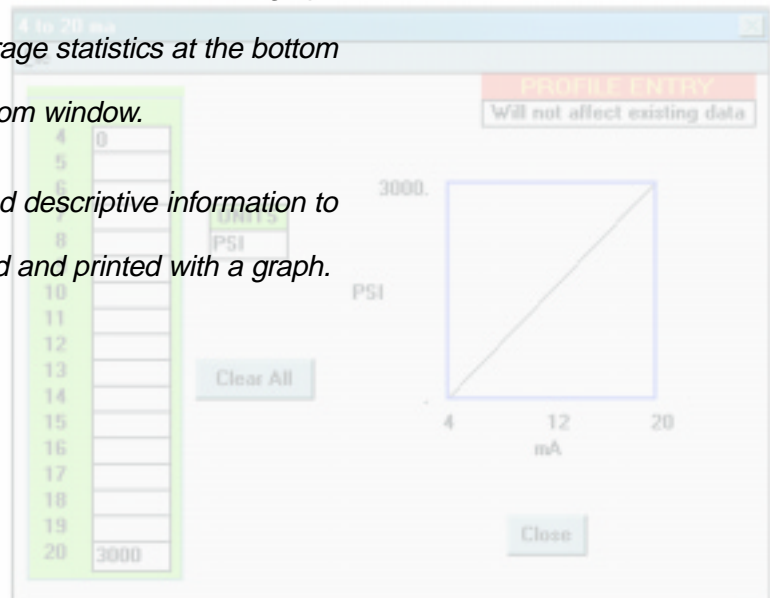 4 to 20 ma
rage statistics at the bottom
om window.
PROFILE ENTRY
Will not affect existing data
4 0
5
6
d descriptive information to
3000.
7
UNITS
8
PSI
d and printed with a graph.
10
PSI
11
12
13
Clear All
14
15
4 12 20
16
mA
17
18
19
Close
20 3000